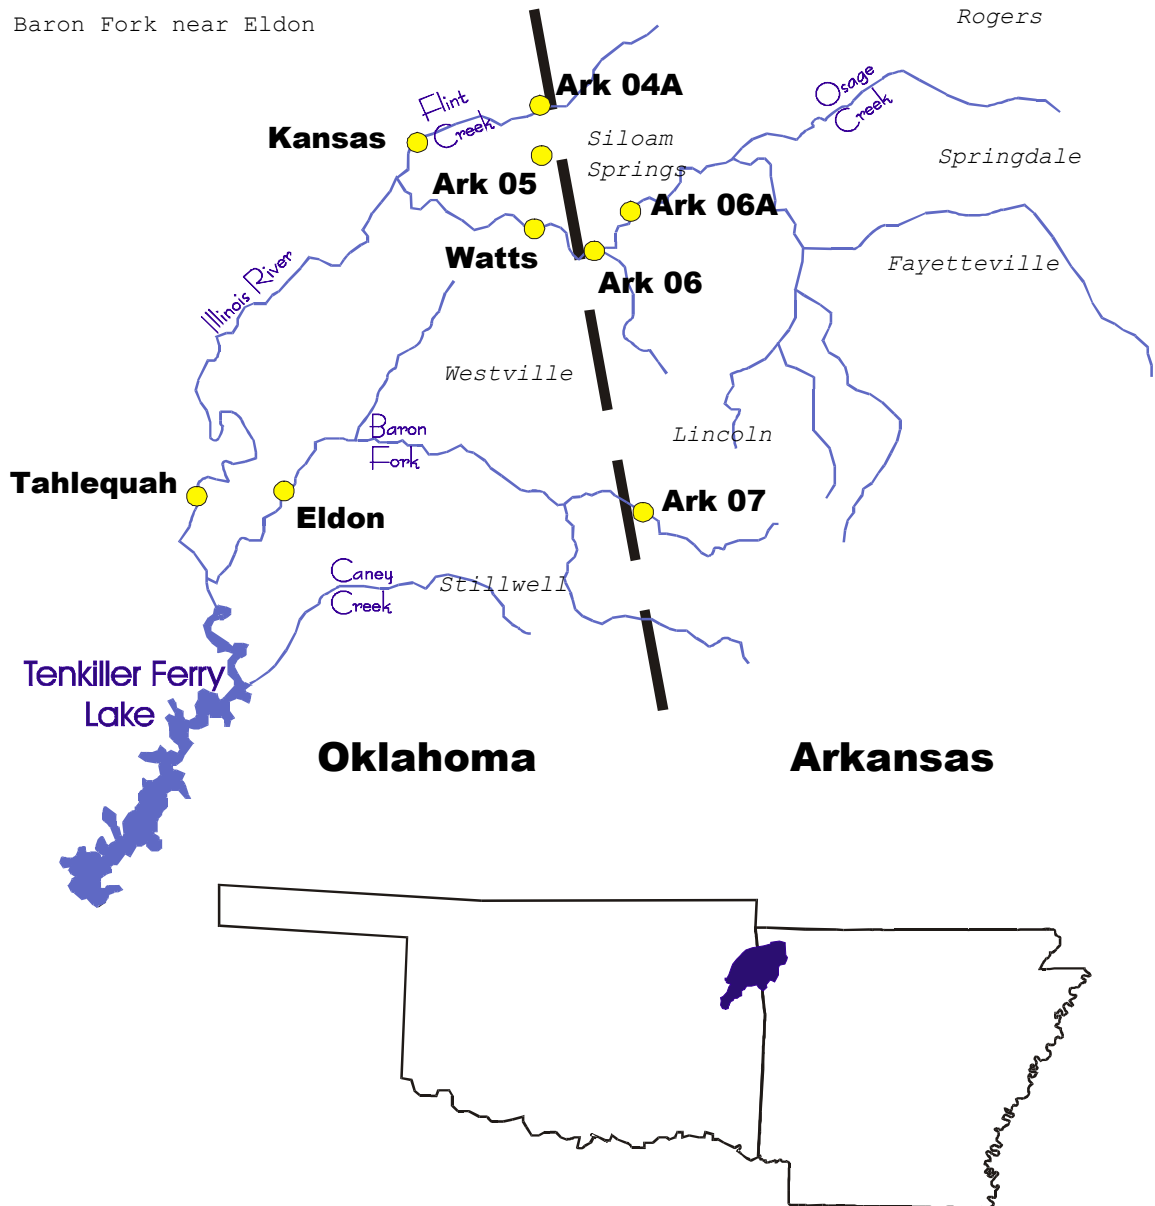 Baron Fork near Eldon
Rogers
Ark 04A
Osage
Creek
Flint
Creek
Kansas
Siloam
Springs
Springdale
Ark 05
Ark 06A
Watts
Fayetteville
Ark 06
Illinois River
Westville
Baron
Fork
Lincoln
Tahlequah
Ark 07
Eldon
Caney
Creek
Stillwell
Tenkiller Ferry
Lake
Oklahoma
Arkansas